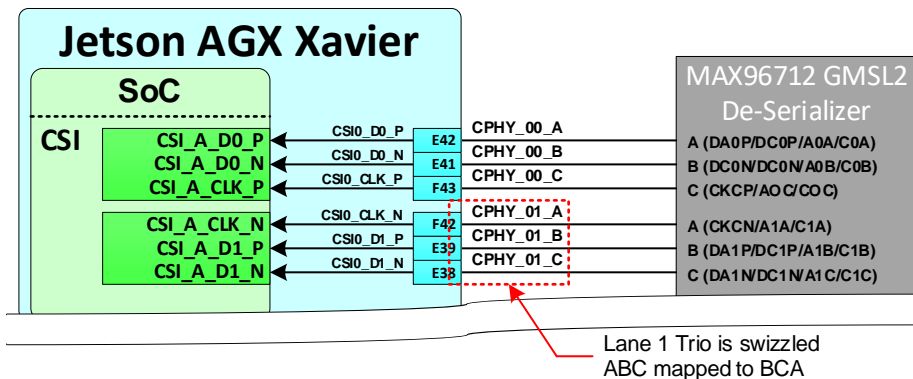 Jetson AGX Xavier
SoC
CSI
CSI_A_D0_P
CSI_A_D0_N
CSI_A_CLK_P
CSI_A_CLK_N
CSI_A_D1_P
CSI_A_D1_N
CSI0_D0_P
CSI0_D0_N
CSI0_CLK_P
CSI0_CLK_N
CSI0_D1_P
CSI0_D1_N
E42
E41
F43
F42
E39
E38
CPHY_00_A
CPHY_00_B
CPHY_00_C
CPHY_01_A
CPHY_01_B
CPHY_01_C
MAX96712 GMSL2
De-Serializer
A (DA0P/DC0P/A0A/C0A)
B (DC0N/DC0N/A0B/C0B)
C (CKCP/AOC/COC)
A (CKCN/A1A/C1A)
B (DA1P/DC1P/A1B/C1B)
C (DA1N/DC1N/A1C/C1C)
Lane 1 Trio is swizzled
ABC mapped to BCA